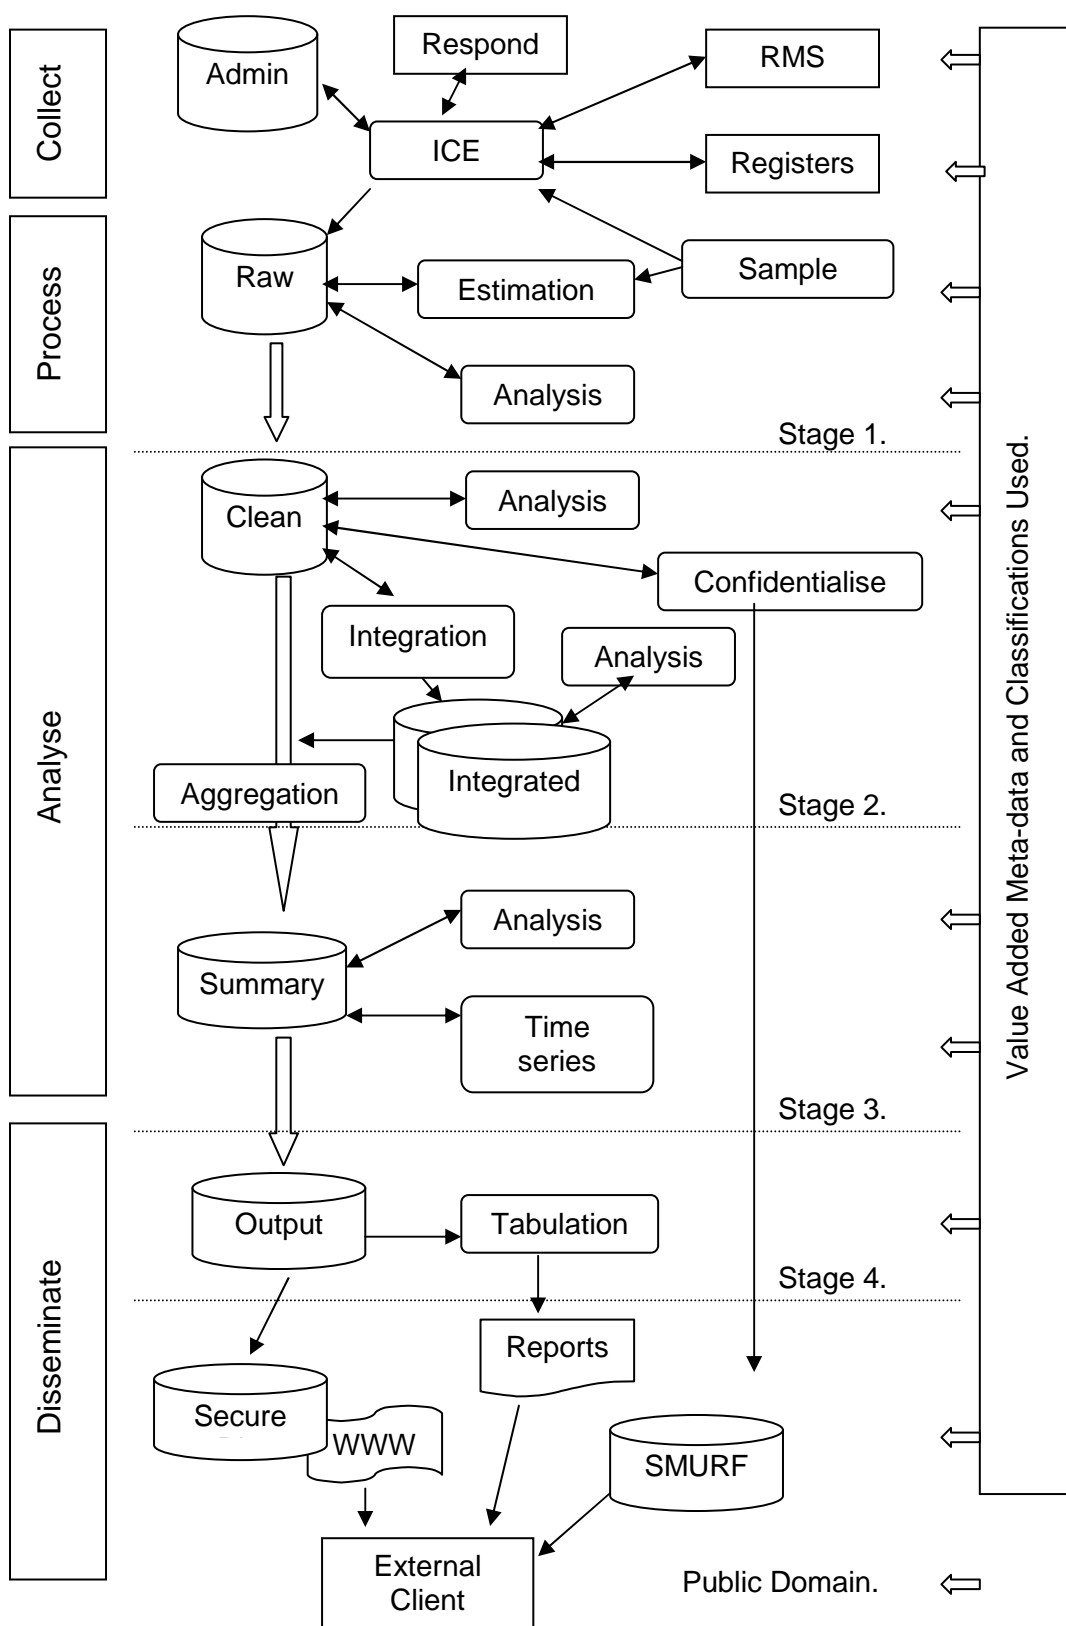 Collect
Admin
Respond
RMS
ICE
Registers
Process
Raw
Estimation
Sample
Analysis
Stage 1.
Analyse
Clean
Analysis
Confidentialise
Integration
Analysis
Integrated
Aggregation
Stage 2.
Analysis
Summary
Time
series
Stage 3.
Disseminate
Output
Tabulation
Stage 4.
Reports
Secure
WWW
SMURF
External
Client
Public Domain.
Value Added Meta-data and Classifications Used.